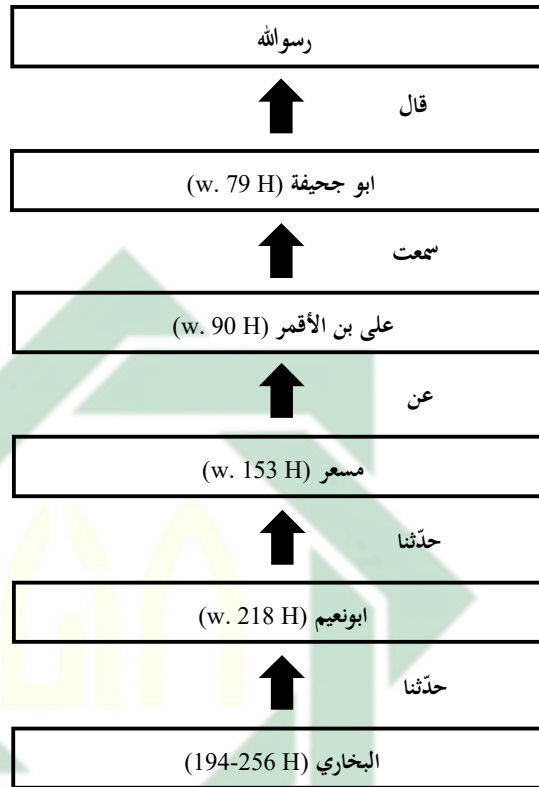 رسوالله
قال
ابو جحيفة (w. 79 H)
سمعت
على بن الأقمر (w. 90 H)
عن
مسعر (w. 153 H)
حدّثنا
ابونعيم (w. 218 H)
حدّثنا
البخاري (194-256 H)